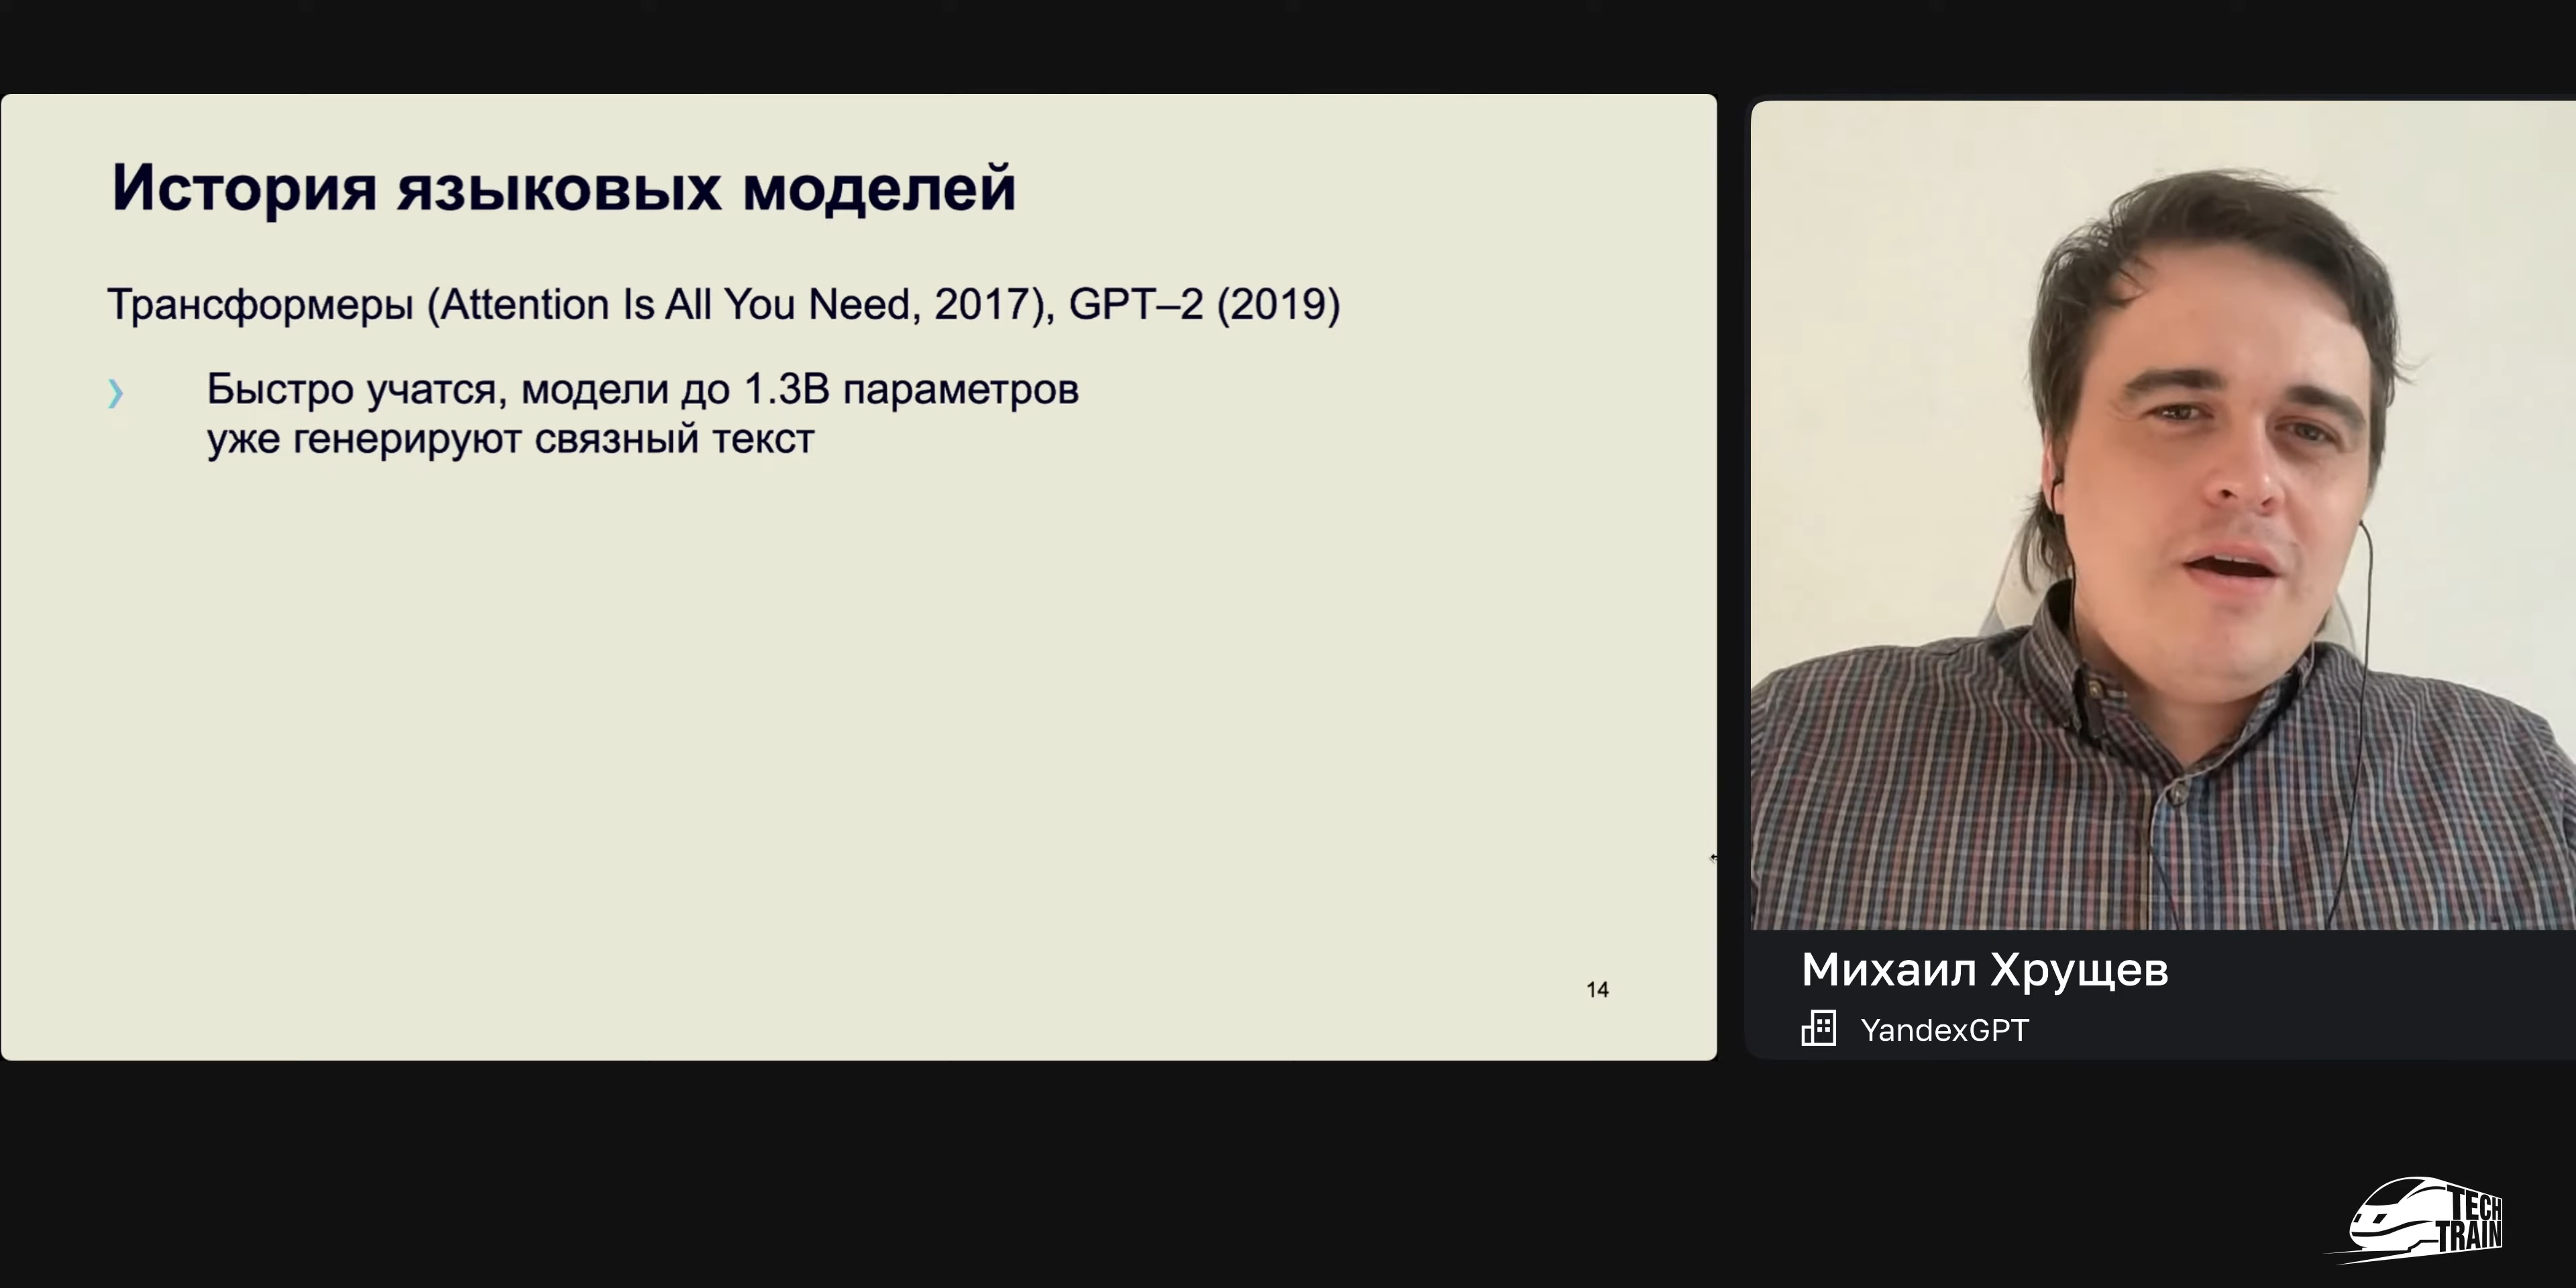 История языковых моделей
Трансформеры (Attention Is All You Need, 2017), GPT–2 (2019)
Быстро учатся, модели до 1.3B параметров
уже генерируют связный текст
14
Михаил Хрущев
YandexGPT
TECH
TRAIN